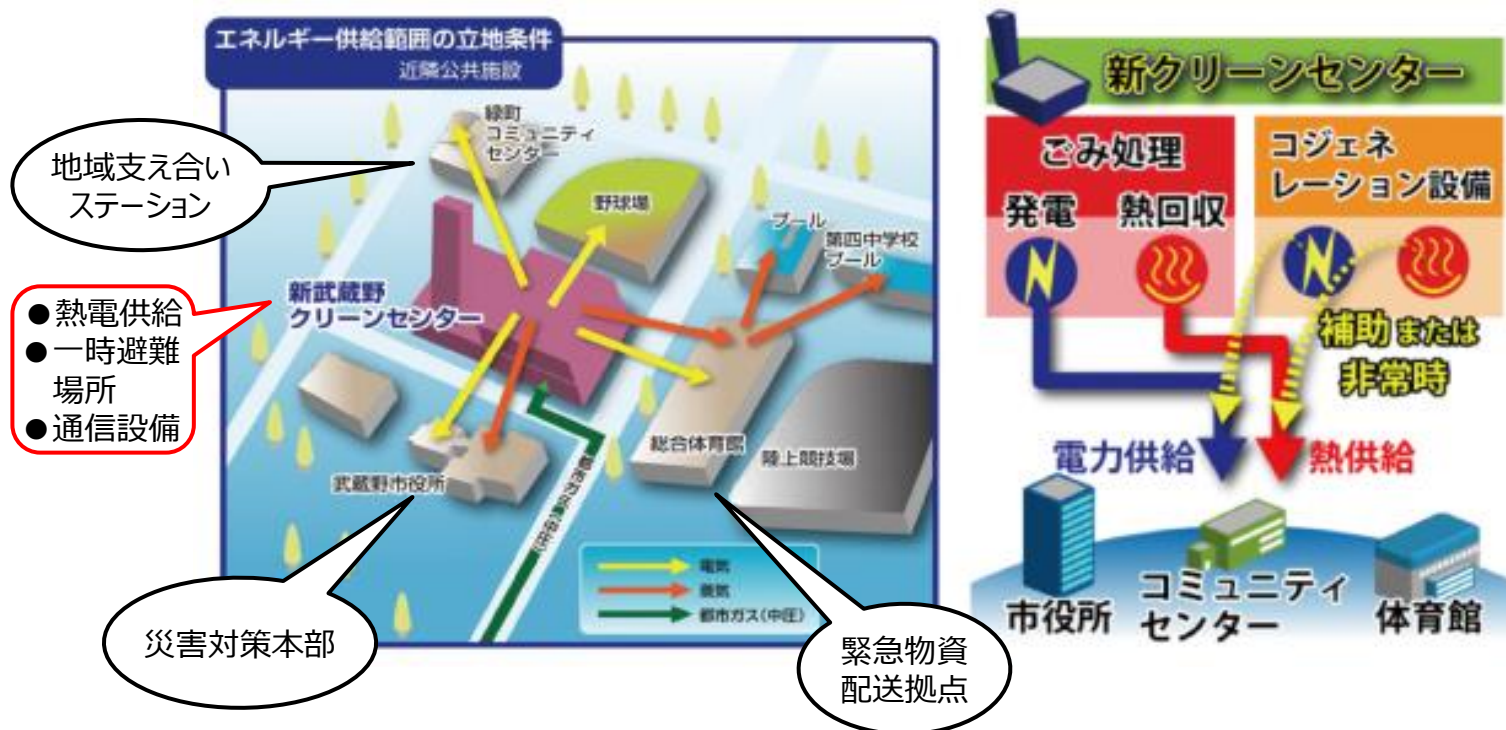 エネルギー供給範囲の立地条件
近隣公共施設
緑町
コミュニティ
センター
地域支え合い
ステーション
野球場
プール
第四中学校
プール
新武蔵野
クリーンセンター
●熱電供給
●一時避難
場所
●通信設備
武蔵野市役所
総合体育館
陸上競技場
都市ガス(中圧)
電気
蒸気
都市ガス(中圧)
災害対策本部
緊急物資
配送拠点
新クリーンセンター
ごみ処理
発電
熱回収
コジェネ
レーション設備
補助または
非常時
電力供給
熱供給
市役所
コミュニティ
センター
体育館